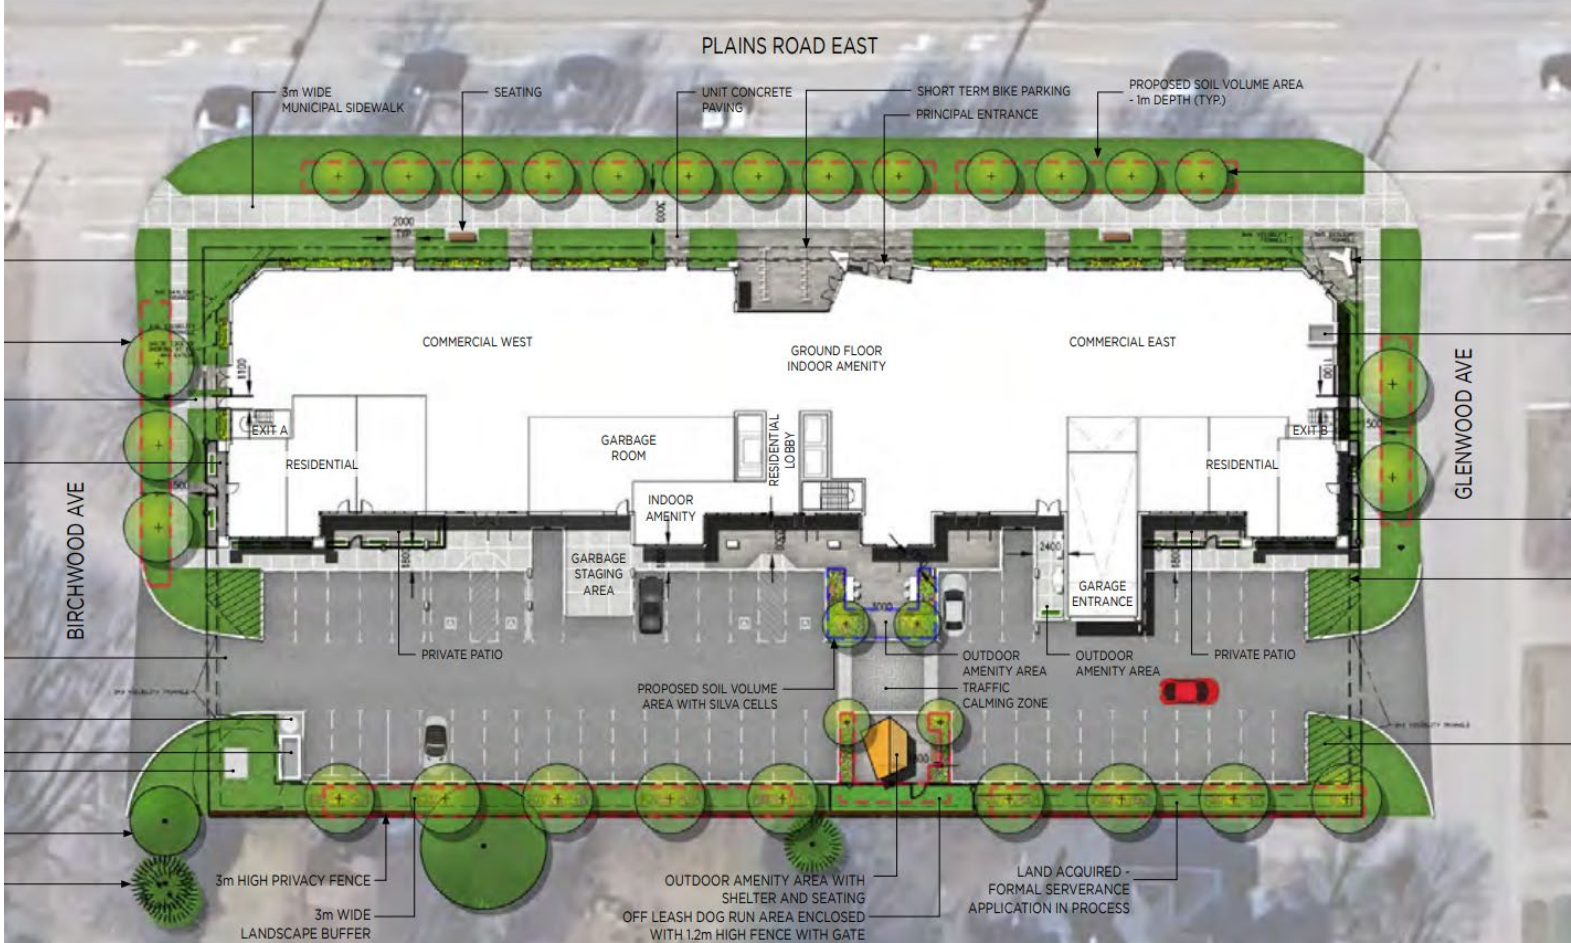 PLAINS ROAD EAST
3m WIDE
MUNICIPAL SIDEWALK
SEATING
UNIT CONCRETE
PAVING
SHORT TERM BIKE PARKING
PRINCIPAL ENTRANCE
PROPOSED SOIL VOLUME AREA
- 1m DEPTH (TYP.)
2000
TYP
3000
COMMERCIAL WEST
GROUND FLOOR
INDOOR AMENITY
COMMERCIAL EAST
1100
1100
EXIT A
EXIT B
RESIDENTIAL
GARBAGE
ROOM
RESIDENTIAL
LOBBY
RESIDENTIAL
INDOOR
AMENITY
BIRCHWOOD AVE
GLENWOOD AVE
GARBAGE
STAGING
AREA
2400
1800
1800
GARAGE
ENTRANCE
3000
PRIVATE PATIO
OUTDOOR
AMENITY AREA
OUTDOOR
AMENITY AREA
PRIVATE PATIO
PROPOSED SOIL VOLUME
AREA WITH SILVA CELLS
TRAFFIC
CALMING ZONE
3m HIGH PRIVACY FENCE
3m WIDE
LANDSCAPE BUFFER
OUTDOOR AMENITY AREA WITH
SHELTER AND SEATING
OFF LEASH DOG RUN AREA ENCLOSED
WITH 1.2m HIGH FENCE WITH GATE
LAND ACQUIRED -
FORMAL SERVERANCE
APPLICATION IN PROCESS